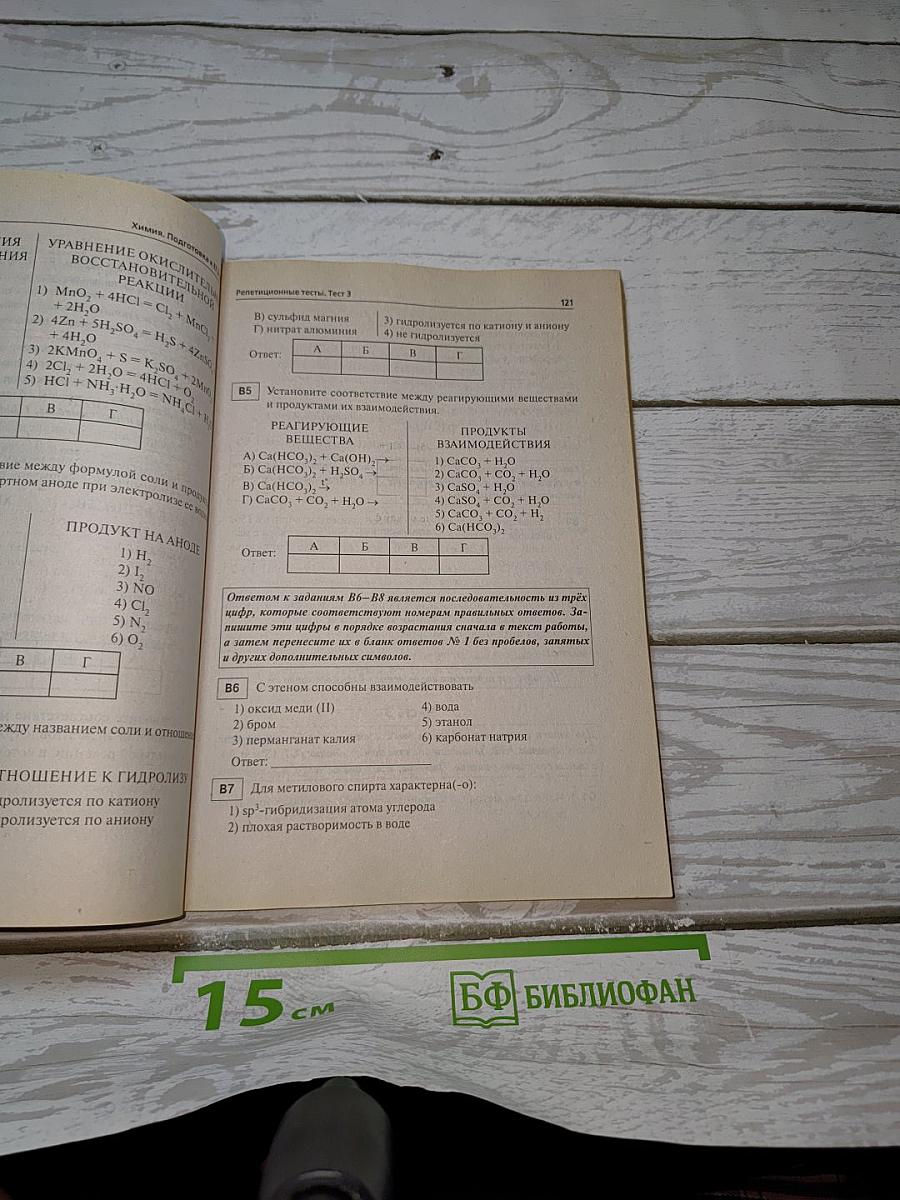 Химия. Подготовка
УРАВНЕНИЕ ОКИСЛИТЕЛЬ
ВОССТАНОВИТЕЛЬНОЙ
РЕАКЦИИ
1) MnO₂ + 4HCl = Cl₂ + MnCl₂ +
+ 2H₂O
2) 4Zn + 5H₂SO₄ = H₂S + 4ZnSO₄
+ 4H₂O
3) 2KMnO₄ + S = K₂SO₄ + 2MnO
4) 2Cl₂ + 2H₂O = 4HCl + O₂
5) HCl + NH₃·H₂O = NH₄Cl + H
В Г
вие между формулой соли и продук
ртном аноде при электролизе ее во
ПРОДУКТ НА АНОДЕ
1) H₂
2) I₂
3) NO
4) Cl₂
5) N₂
6) O₂
В Г
ежду названием соли и отношен
ТНОШЕНИЕ К ГИДРОЛИЗУ
дролизуется по катиону
ролизуется по аниону
Репетиционные тесты. Тест 3 121
В) сульфид магния 3) гидролизуется по катиону и аниону
Г) нитрат алюминия 4) не гидролизуется
Ответ: А Б В Г
В5 Установите соответствие между реагирующими веществами
и продуктами их взаимодействия.
РЕАГИРУЮЩИЕ ВЕЩЕСТВА
А) Ca(HCO₃)₂ + Ca(OH)₂ →
Б) Ca(HCO₃)₂ + H₂SO₄ →
В) Ca(HCO₃)₂ t°→
Г) CaCO₃ + CO₂ + H₂O →
ПРОДУКТЫ ВЗАИМОДЕЙСТВИЯ
1) CaCO₃ + H₂O
2) CaCO₃ + CO₂ + H₂O
3) CaSO₄ + H₂O
4) CaSO₄ + CO₂ + H₂O
5) CaCO₃ + CO₂ + H₂
6) Ca(HCO₃)₂
Ответ: А Б В Г
Ответом к заданиям В6–В8 является последовательность из трёх
цифр, которые соответствуют номерам правильных ответов. За-
пишите эти цифры в порядке возрастания сначала в текст работы,
а затем перенесите их в бланк ответов № 1 без пробелов, запятых
и других дополнительных символов.
В6 С этеном способны взаимодействовать
1) оксид меди (II) 4) вода
2) бром 5) этанол
3) перманганат калия 6) карбонат натрия
Ответ:
В7 Для метилового спирта характерна(-о):
1) sp³-гибридизация атома углерода
2) плохая растворимость в воде
15 см
БФ БИБЛИОФАН